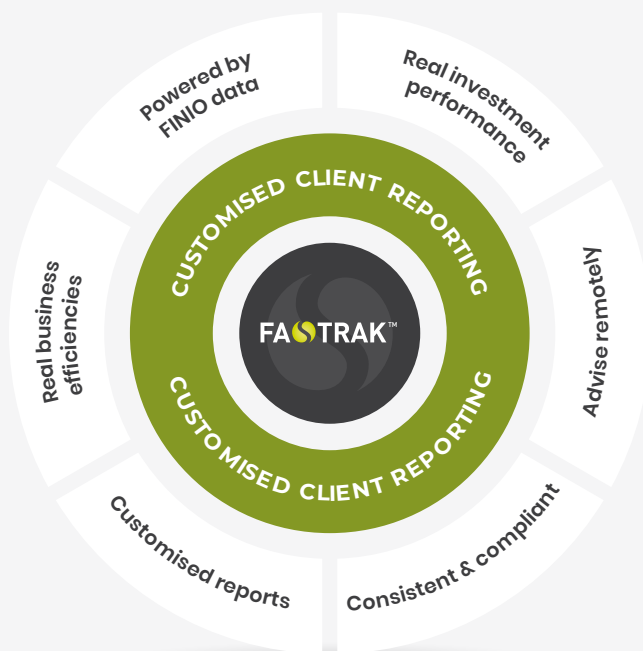 Powered by
FINIO data
Real investment
performance
Advise remotely
Consistent & compliant
Customised reports
Real business
efficiencies
CUSTOMISED CLIENT REPORTING
FASTRAK™
CUSTOMISED CLIENT REPORTING